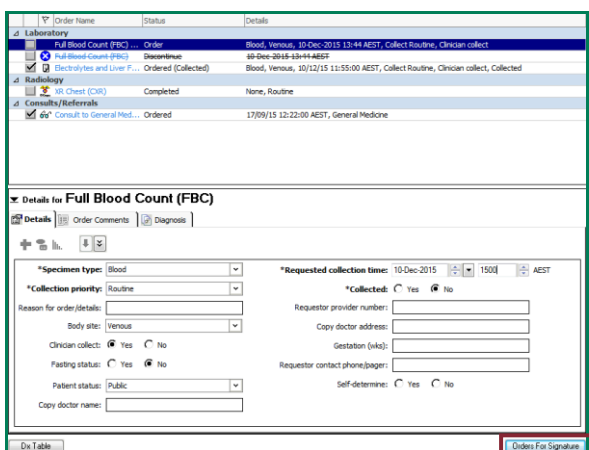 Order Name Status Details
Laboratory
Full Blood Count (FBC) ... Order Blood, Venous, 10-Dec-2015 13:44 AEST, Collect Routine, Clinician collect
Full Blood Count (FBC) Discontinue 10-Dec-2015 13:44 AEST
Electrolytes and Liver F... Ordered (Collected) Blood, Venous, 10/12/15 11:55:00 AEST, Collect Routine, Clinician collect, Collected
Radiology
XR Chest (CXR) Completed None, Routine
Consults/Referrals
Consult to General Med... Ordered 17/09/15 12:22:00 AEST, General Medicine
Details for Full Blood Count (FBC)
Details Order Comments Diagnosis
*Specimen type: Blood *Requested collection time: 10-Dec-2015 1500 AEST
*Collection priority: Routine *Collected: Yes No
Reason for order/details: Requestor provider number:
Body site: Venous Copy doctor address:
Clinician collect: Yes No Gestation (wks):
Fasting status: Yes No Requestor contact phone/pager:
Patient status: Public Self-determine: Yes No
Copy doctor name:
Dx Table Orders For Signature